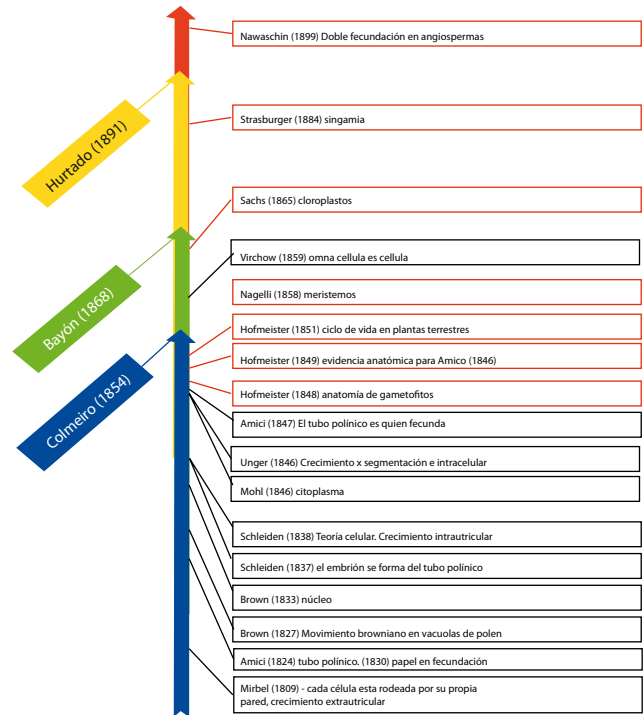 Nawaschin (1899) Doble fecundación en angiospermas
Hurtado (1891)
Strasburger (1884) singamia
Sachs (1865) cloroplastos
Bayón (1868)
Virchow (1859) omna cellula es cellula
Nagelli (1858) meristemos
Hofmeister (1851) ciclo de vida en plantas terrestres
Hofmeister (1849) evidencia anatómica para Amico (1846)
Colmeiro (1854)
Hofmeister (1848) anatomía de gametofitos
Amici (1847) El tubo polínico es quien fecunda
Unger (1846) Crecimiento x segmentación e intracelular
Mohl (1846) citoplasma
Schleiden (1838) Teoría celular. Crecimiento intrautricular
Schleiden (1837) el embrión se forma del tubo polínico
Brown (1833) núcleo
Brown (1827) Movimiento browniano en vacuolas de polen
Amici (1824) tubo polínico. (1830) papel en fecundación
Mirbel (1809) - cada célula esta rodeada por su propia
pared, crecimiento extrautricular